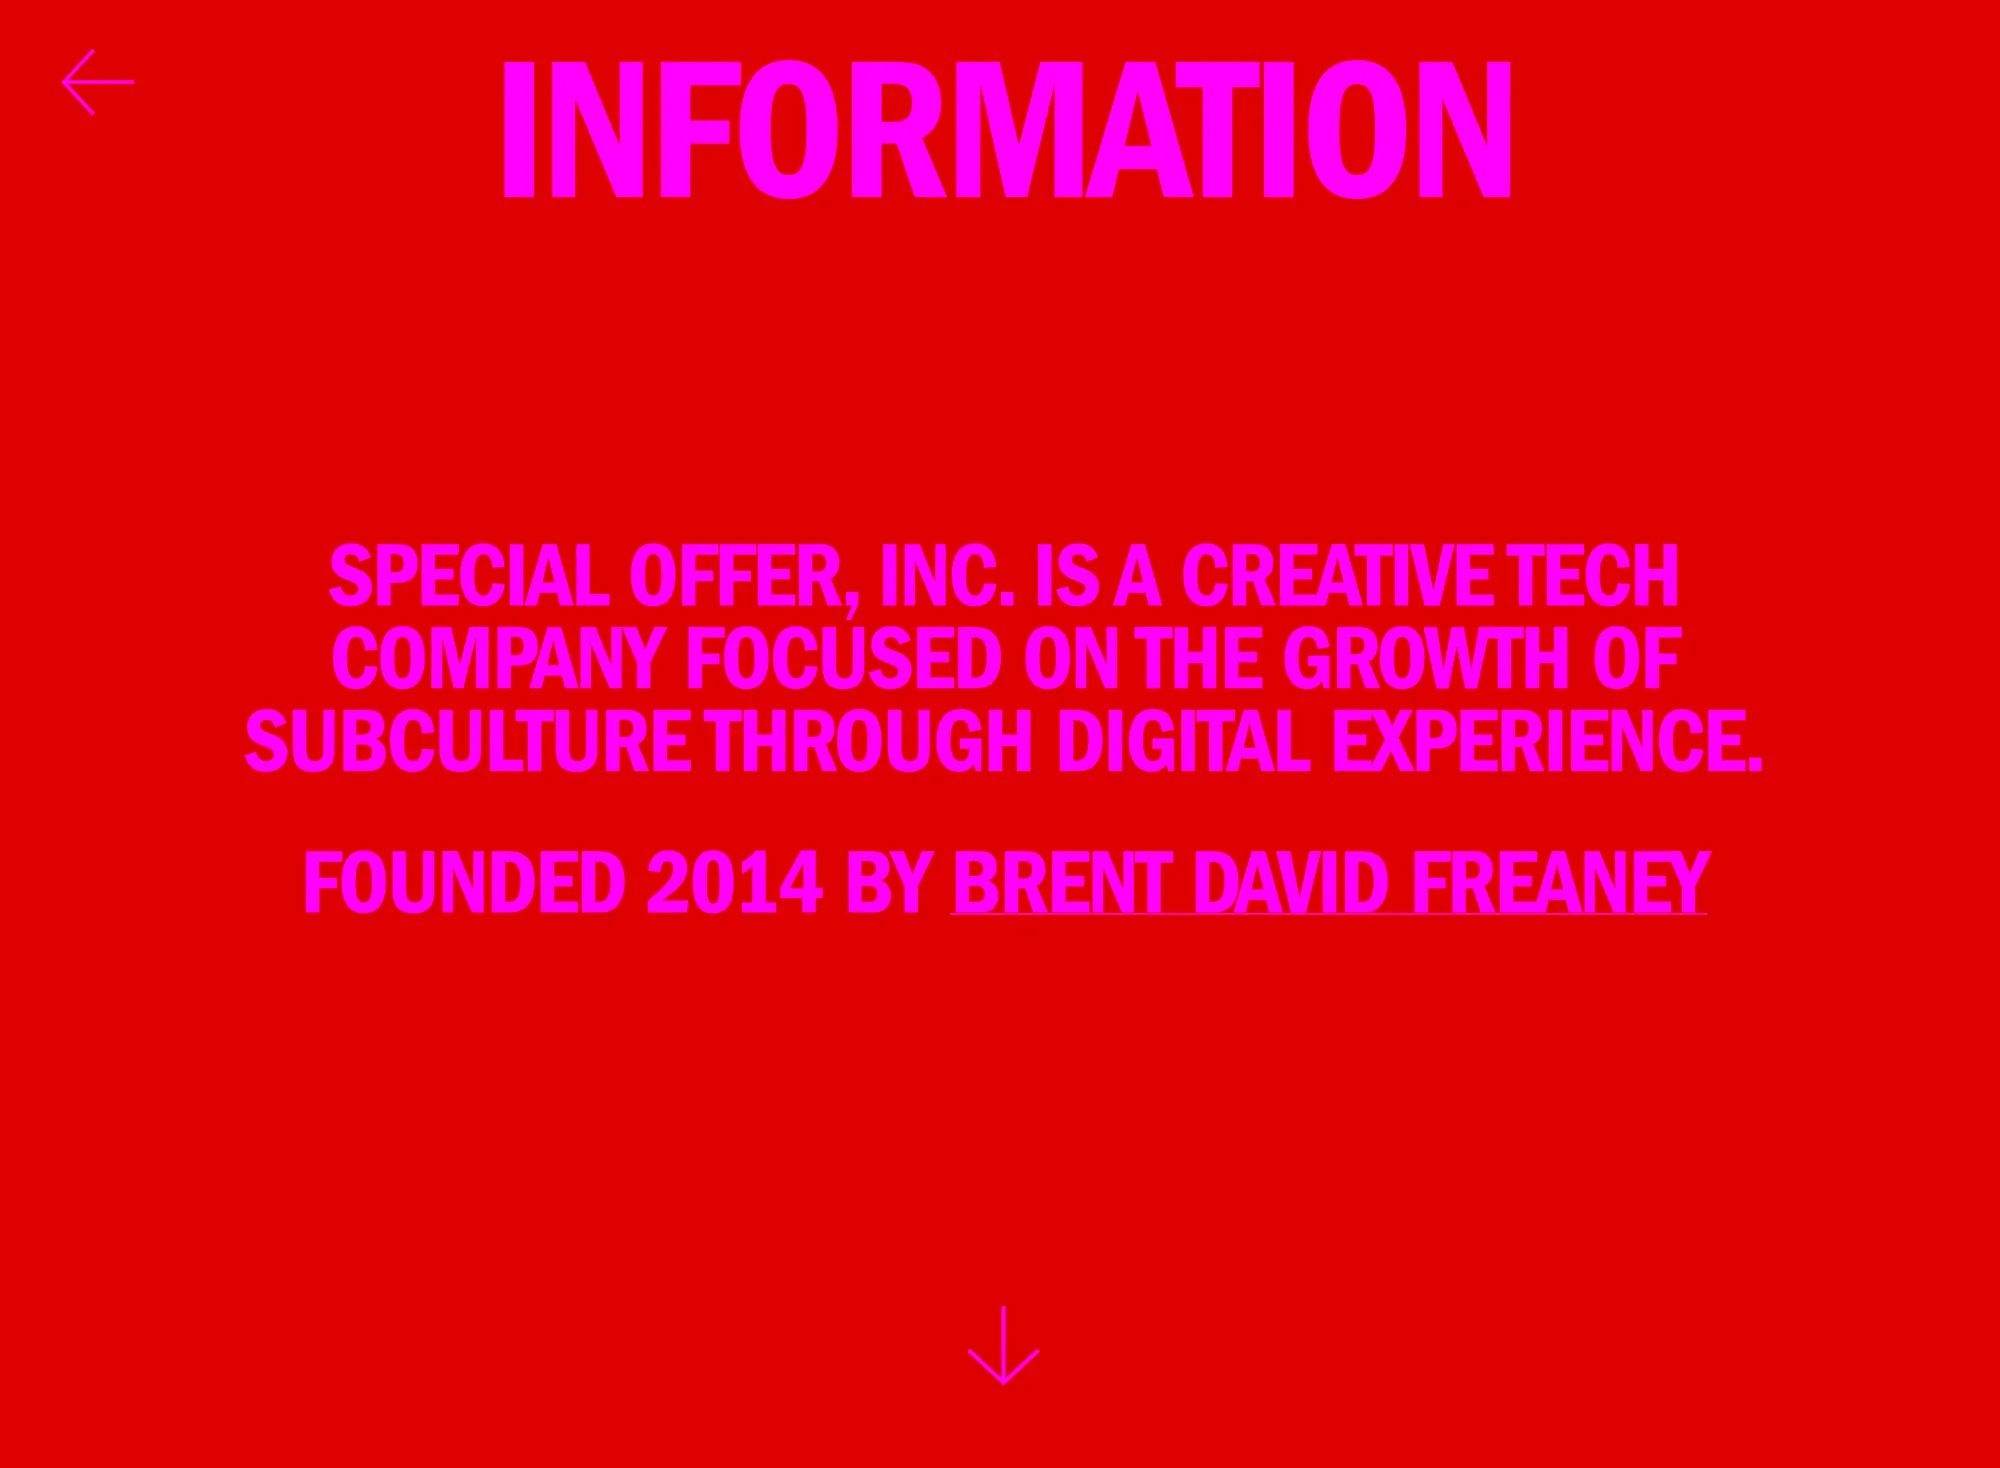 INFORMATION
SPECIAL OFFER, INC. IS A CREATIVE TECH
COMPANY FOCUSED ON THE GROWTH OF
SUBCULTURE THROUGH DIGITAL EXPERIENCE.
FOUNDED 2014 BY BRENT DAVID FREANEY